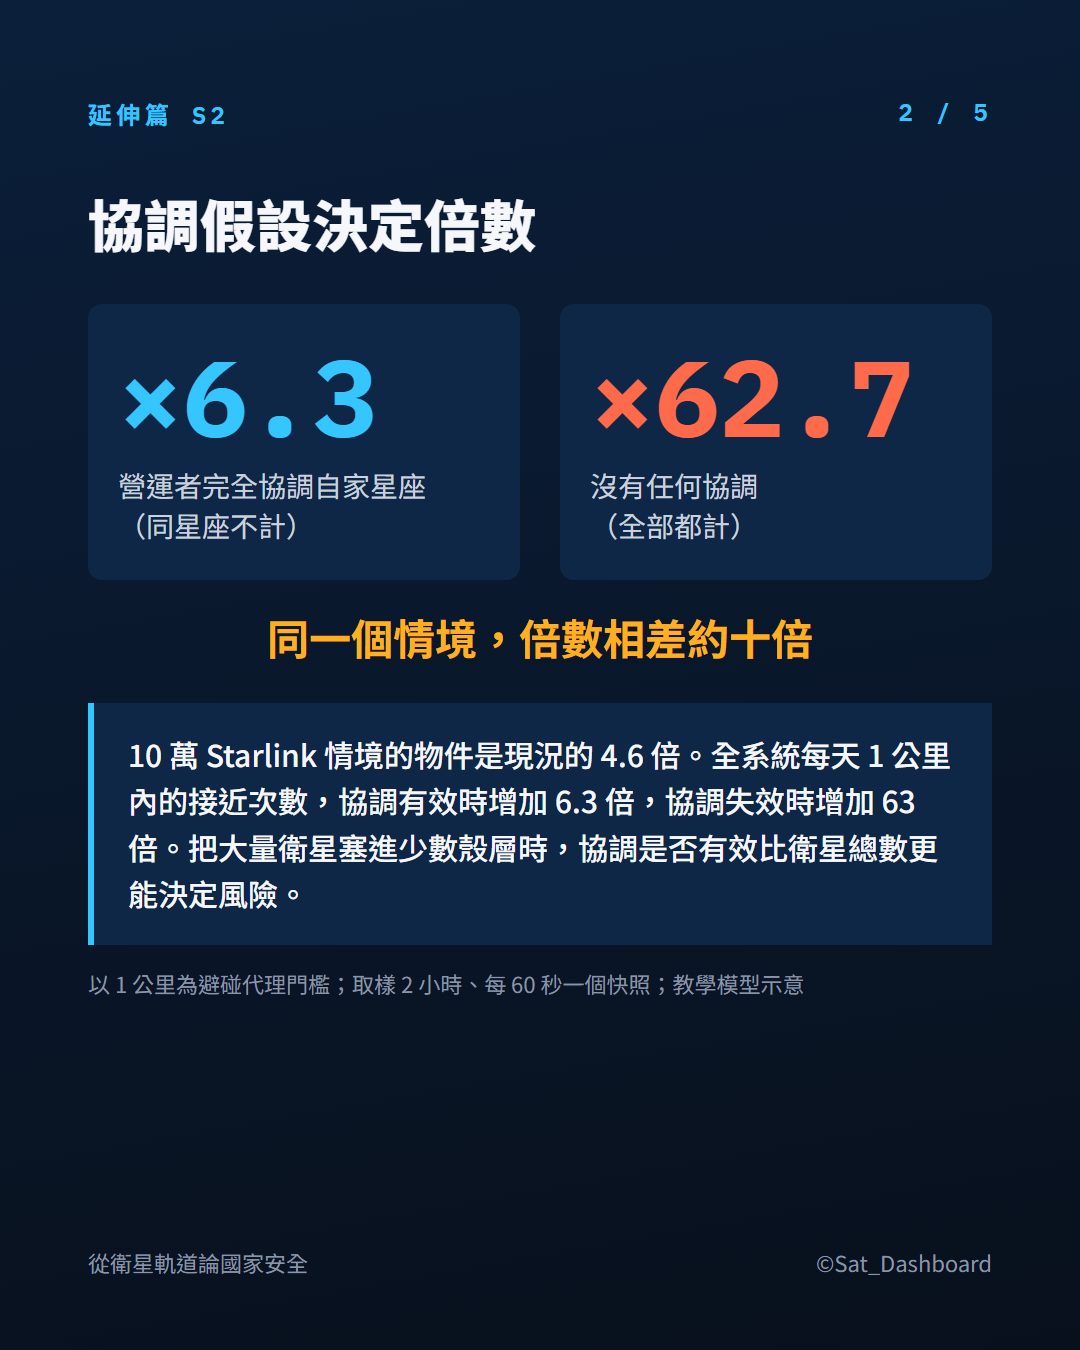 延伸篇 S2
2 / 5
協調假設決定倍數
×6.3
營運者完全協調自家星座
（同星座不計）
×62.7
沒有任何協調
（全部都計）
同一個情境，倍數相差約十倍
10 萬 Starlink 情境的物件是現況的 4.6 倍。全系統每天 1 公里
內的接近次數，協調有效時增加 6.3 倍，協調失效時增加 63
倍。把大量衛星塞進少數殼層時，協調是否有效比衛星總數更
能決定風險。
以 1 公里為避碰代理門檻；取樣 2 小時、每 60 秒一個快照；教學模型示意
從衛星軌道論國家安全
©Sat_Dashboard